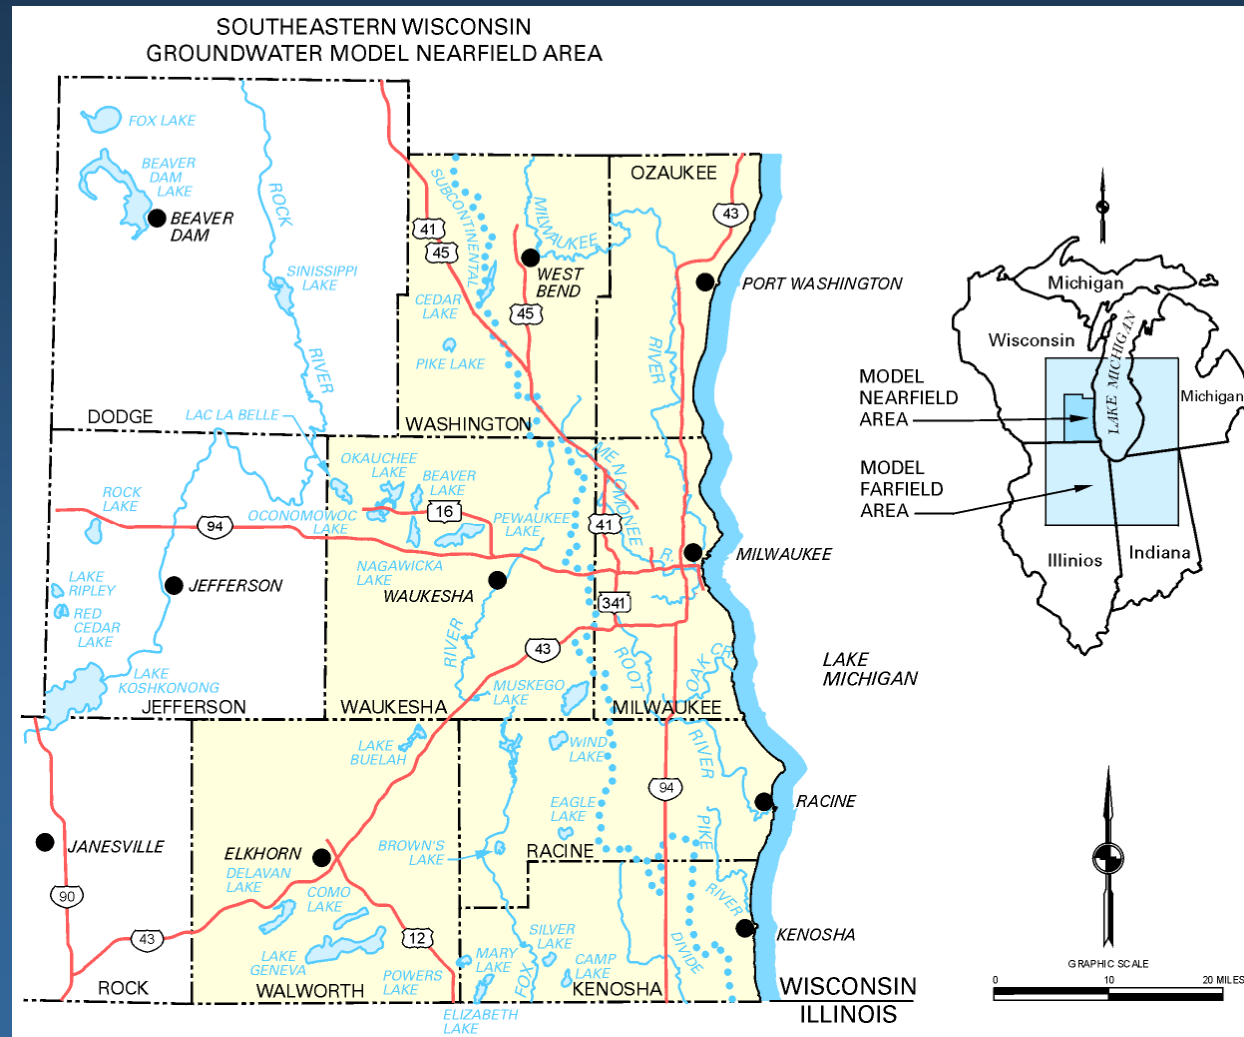 SOUTHEASTERN WISCONSIN
GROUNDWATER MODEL NEARFIELD AREA
FOX LAKE
BEAVER
DAM
LAKE
BEAVER
DAM
ROCK
SINISSIPPI
LAKE
RIVER
DODGE
LAC LA BELLE
SUBCONTINENTAL
41
45
CEDAR
LAKE
PIKE LAKE
WASHINGTON
MILWAUKEE
WEST
BEND
45
OZAUKEE
43
PORT WASHINGTON
RIVER
ROCK
LAKE
94
OCONOMOWOC
LAKE
OKAUCHEE
LAKE
BEAVER
LAKE
16
PEWAUKEE
LAKE
NAGAWICKA
LAKE
WAUKESHA
MENOMONEE
R.
41
341
MILWAUKEE
LAKE
RIPLEY
RED
CEDAR
LAKE
JEFFERSON
LAKE
KOSHKONONG
JEFFERSON
RIVER
43
MUSKEGO
LAKE
WAUKESHA
ROOT
OAK
CR.
MILWAUKEE
LAKE
MICHIGAN
LAKE
BUELAH
WIND
LAKE
RIVER
94
EAGLE
LAKE
RACINE
PIKE
RACINE
BROWN'S
LAKE
JANESVILLE
90
43
ROCK
ELKHORN
DELAVAN
LAKE
COMO
LAKE
LAKE
GENEVA
12
POWERS
LAKE
WALWORTH
MARY
LAKE
ELIZABETH
LAKE
FOX
SILVER
LAKE
CAMP
LAKE
KENOSHA
DIVIDE
RIVER
KENOSHA
WISCONSIN
ILLINOIS
Michigan
Wisconsin
LAKE MICHIGAN
Michigan
MODEL
NEARFIELD
AREA
MODEL
FARFIELD
AREA
Illinios
Indiana
GRAPHIC SCALE
0
10
20 MILES